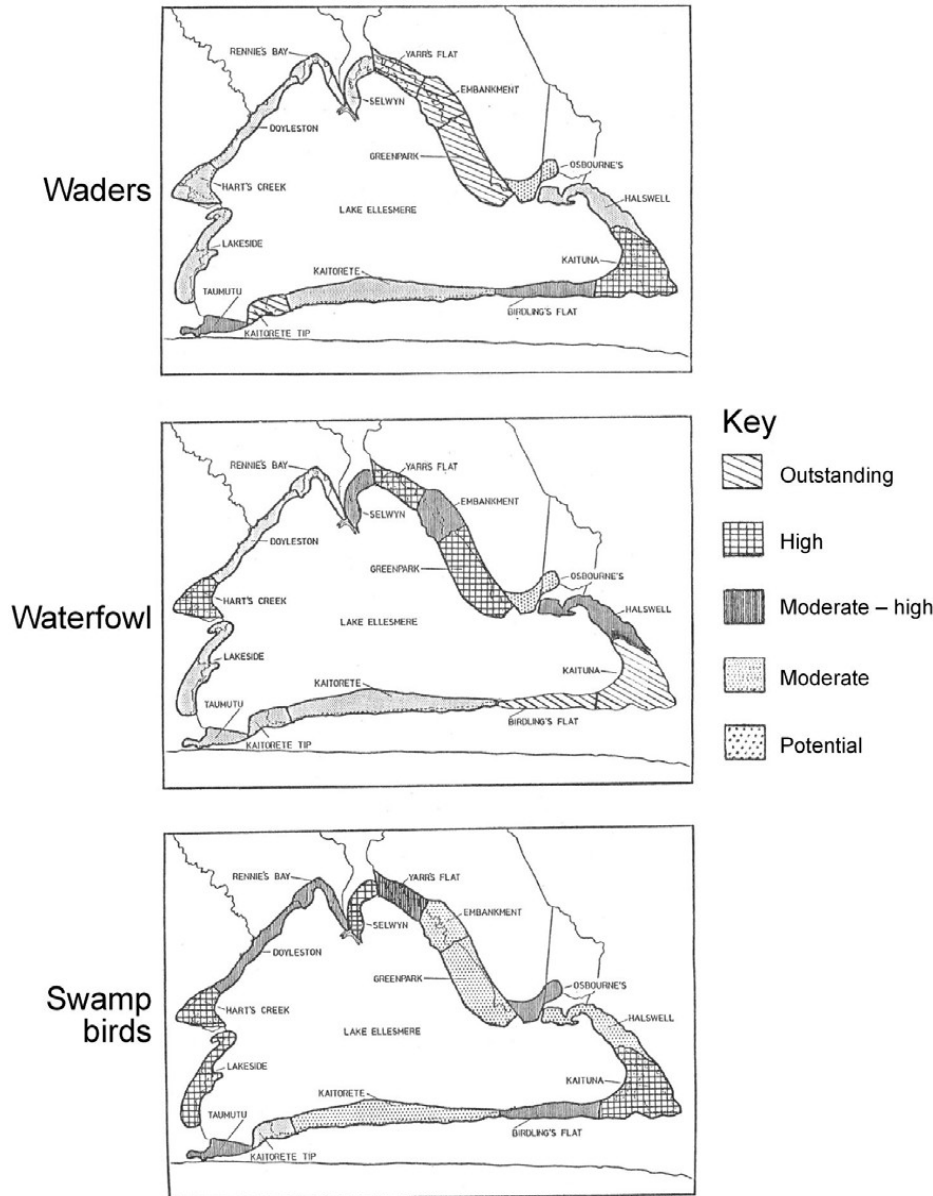 Waders
RENNIE'S BAY
YARR'S FLAT
EMBANKMENT
SELWYN
DOYLESTON
GREENPARK
OSBOURNE'S
HART'S CREEK
HALSWELL
LAKE ELLESMERE
LAKESIDE
KAITUNA
KAITORETE
TAUMUTU
BIRDLING'S FLAT
KAITORETE TIP
Waterfowl
RENNIE'S BAY
YARR'S FLAT
EMBANKMENT
SELWYN
DOYLESTON
GREENPARK
OSBOURNE'S
HART'S CREEK
HALSWELL
LAKE ELLESMERE
LAKESIDE
KAITUNA
KAITORETE
TAUMUTU
BIRDLING'S FLAT
KAITORETE TIP
Key
Outstanding
High
Moderate – high
Moderate
Potential
Swamp
birds
RENNIE'S BAY
YARR'S FLAT
EMBANKMENT
SELWYN
DOYLESTON
GREENPARK
OSBOURNE'S
HART'S CREEK
HALSWELL
LAKE ELLESMERE
LAKESIDE
KAITUNA
KAITORETE
TAUMUTU
BIRDLING'S FLAT
KAITORETE TIP